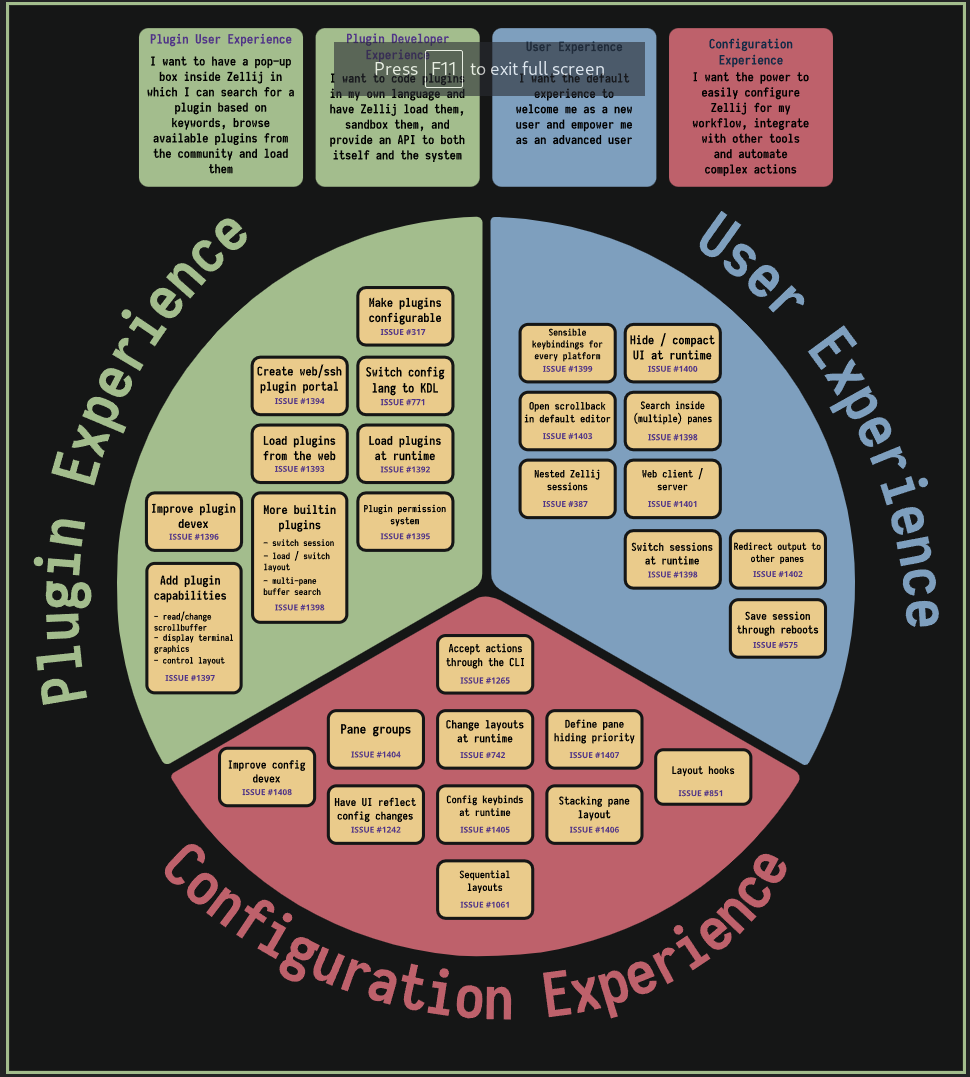 Plugin User Experience
I want to have a pop-up
box inside Zellij in
which I can search for a
plugin based on
keywords, browse
available plugins from
the community and load
them
Plugin Developer
Experience
I want to code plugins
in my own language and
have Zellij load them,
sandbox them, and
provide an API to both
itself and the system
User Experience
I want the default
experience to
welcome me as a new
user and empower me
as an advanced user
Configuration
Experience
I want the power to
easily configure
Zellij for my
workflow, integrate
with other tools
and automate
complex actions
Press F11 to exit full screen
Plugin Experience
Make plugins
configurable
ISSUE #317
Create web/ssh
plugin portal
ISSUE #1394
Switch config
lang to KDL
ISSUE #771
Load plugins
from the web
ISSUE #1393
Load plugins
at runtime
ISSUE #1392
Improve plugin
devex
ISSUE #1396
More builtin
plugins
- switch session
- load / switch
layout
- multi-pane
buffer search
ISSUE #1398
Plugin permission
system
ISSUE #1395
Add plugin
capabilities
- read/change
scrollbuffer
- display terminal
graphics
- control layout
ISSUE #1397
User Experience
Sensible
keybindings for
every platform
ISSUE #1399
Hide / compact
UI at runtime
ISSUE #1400
Open scrollback
in default editor
ISSUE #1403
Search inside
(multiple) panes
ISSUE #1398
Nested Zellij
sessions
ISSUE #387
Web client /
server
ISSUE #1401
Switch sessions
at runtime
ISSUE #1398
Redirect output to
other panes
ISSUE #1402
Save session
through reboots
ISSUE #575
Accept actions
through the CLI
ISSUE #1265
Pane groups
ISSUE #1404
Change layouts
at runtime
ISSUE #742
Define pane
hiding priority
ISSUE #1407
Improve config
devex
ISSUE #1408
Layout hooks
ISSUE #851
Have UI reflect
config changes
ISSUE #1242
Config keybinds
at runtime
ISSUE #1405
Stacking pane
layout
ISSUE #1406
Sequential
layouts
ISSUE #1061
Configuration Experience